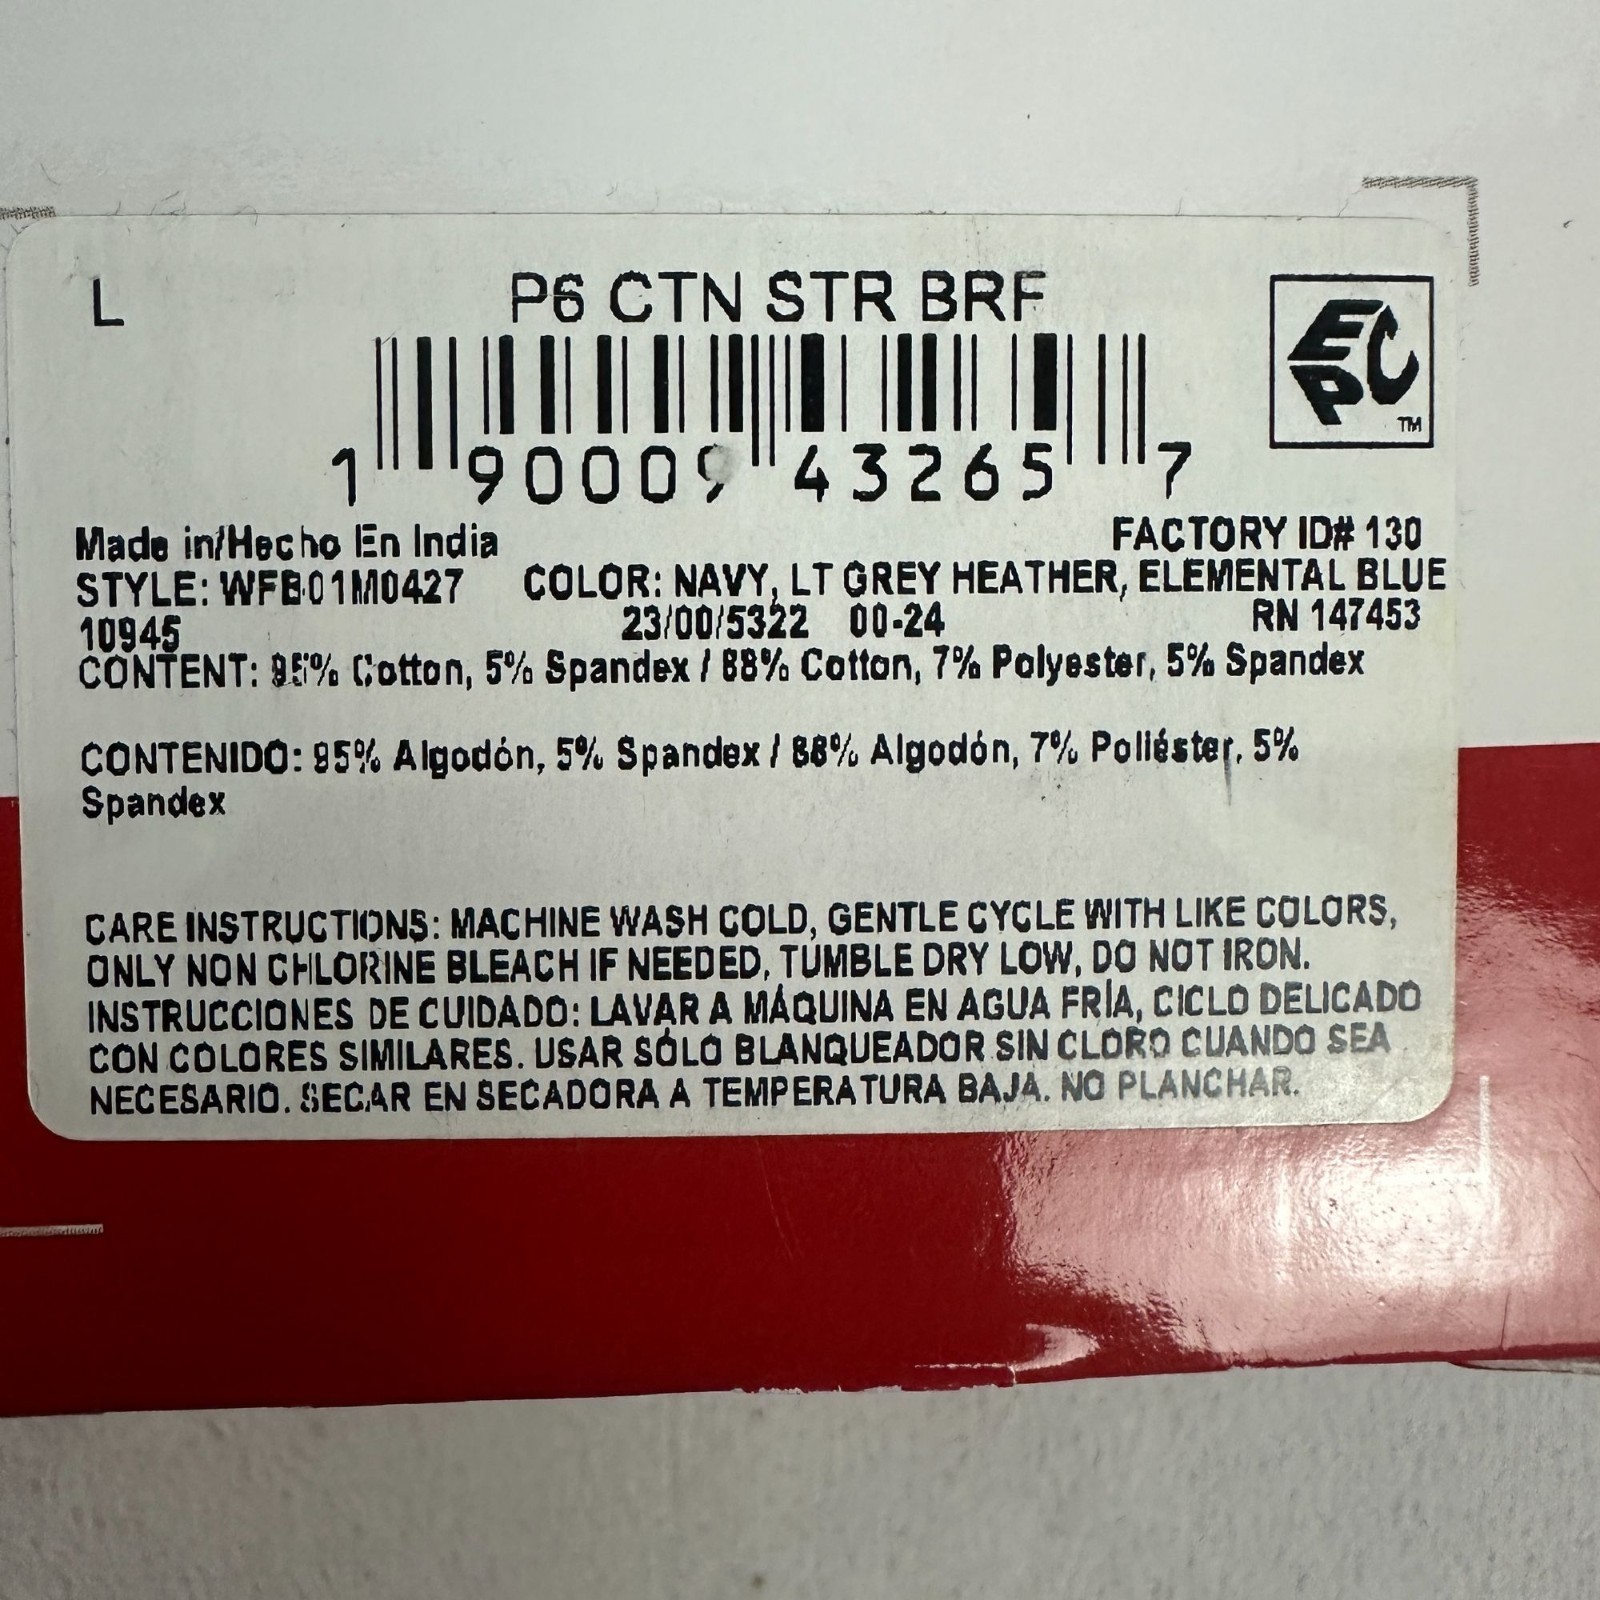 L
P6 CTN STR BRF
EPC™
1 90009 43265 7
Made in/Hecho En India
FACTORY ID# 130
STYLE: WFB01M0427 COLOR: NAVY, LT GREY HEATHER, ELEMENTAL BLUE
10945 23/00/5322 00-24 RN 147453
CONTENT: 95% Cotton, 5% Spandex / 88% Cotton, 7% Polyester, 5% Spandex
CONTENIDO: 95% Algodón, 5% Spandex / 88% Algodón, 7% Poliéster, 5%
Spandex
CARE INSTRUCTIONS: MACHINE WASH COLD, GENTLE CYCLE WITH LIKE COLORS,
ONLY NON CHLORINE BLEACH IF NEEDED, TUMBLE DRY LOW, DO NOT IRON.
INSTRUCCIONES DE CUIDADO: LAVAR A MÁQUINA EN AGUA FRÍA, CICLO DELICADO
CON COLORES SIMILARES. USAR SÓLO BLANQUEADOR SIN CLORO CUANDO SEA
NECESARIO. SECAR EN SECADORA A TEMPERATURA BAJA. NO PLANCHAR.